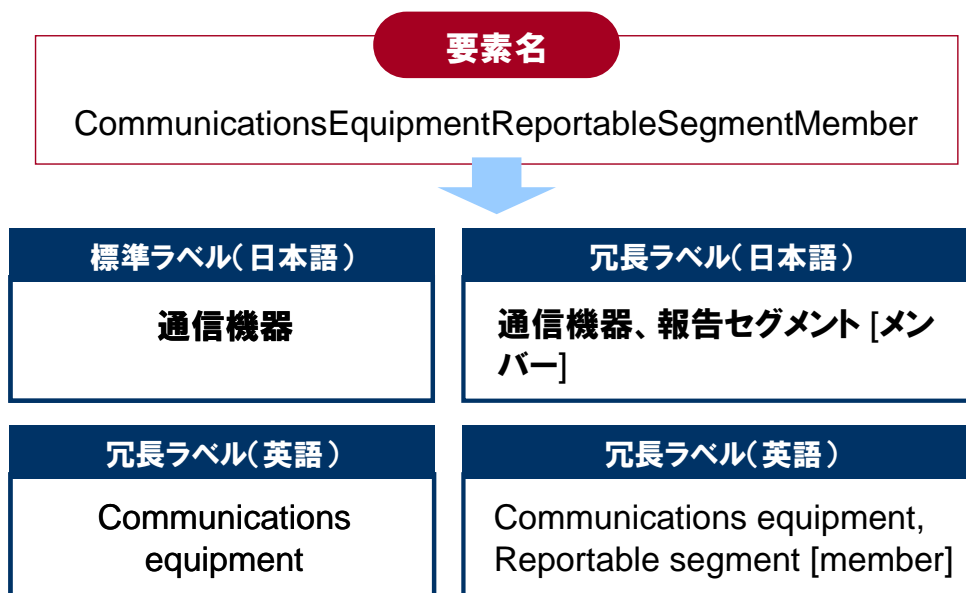 要素名
CommunicationsEquipmentReportableSegmentMember
標準ラベル（日本語）
通信機器
冗長ラベル（日本語）
通信機器、報告セグメント [メン
バー]
冗長ラベル（英語）
Communications
equipment
冗長ラベル（英語）
Communications equipment,
Reportable segment [member]